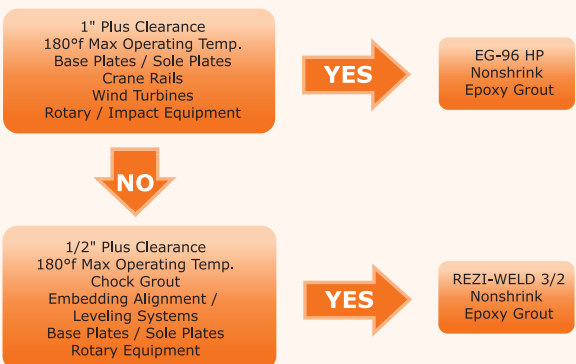 1" Plus Clearance
180°f Max Operating Temp.
Base Plates / Sole Plates
Crane Rails
Wind Turbines
Rotary / Impact Equipment
YES
EG-96 HP
Nonshrink
Epoxy Grout
NO
1/2" Plus Clearance
180°f Max Operating Temp.
Chock Grout
Embedding Alignment /
Leveling Systems
Base Plates / Sole Plates
Rotary Equipment
YES
REZI-WELD 3/2
Nonshrink
Epoxy Grout